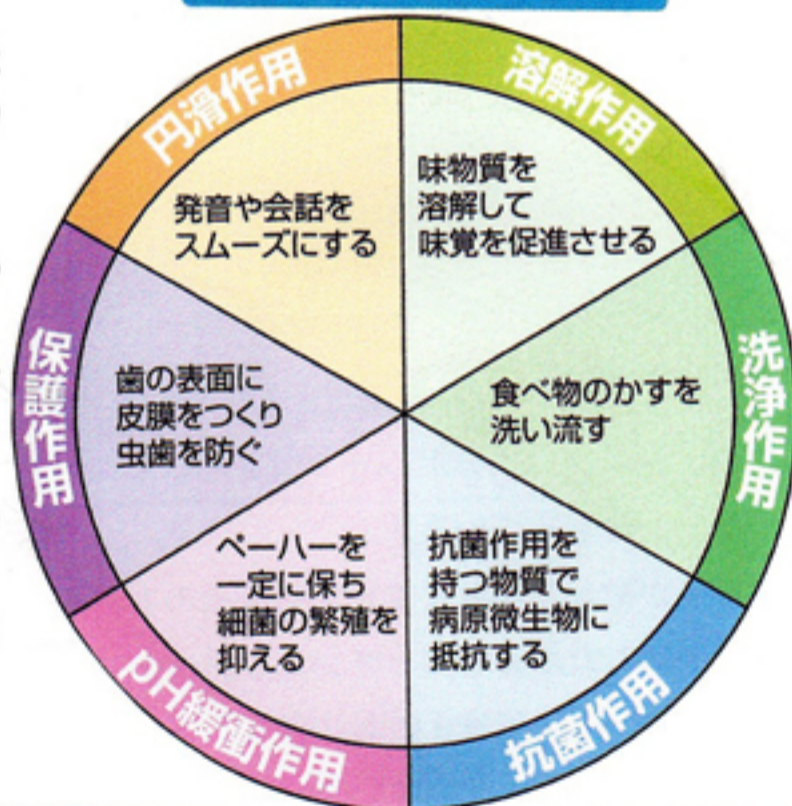 溶解作用
味物質を
溶解して
味覚を促進させる
洗浄作用
食べ物のかすを
洗い流す
抗菌作用
抗菌作用を
持つ物質で
病原微生物に
抵抗する
pH緩衝作用
ペーハーを
一定に保ち
細菌の繁殖を
抑える
保護作用
歯の表面に
皮膜をつくり
虫歯を防ぐ
円滑作用
発音や会話を
スムーズにする